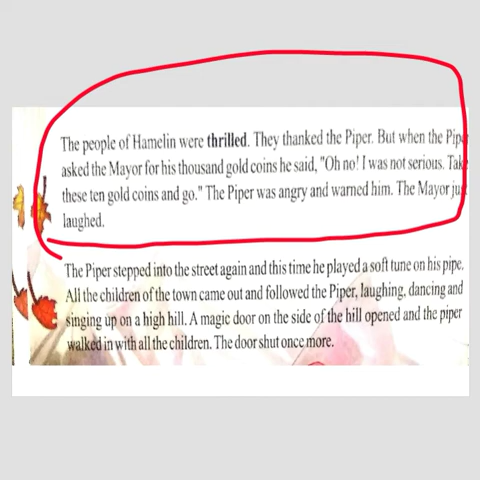 The people of Hamelin were thrilled. They thanked the Piper. But when the Pipe
asked the Mayor for his thousand gold coins he said, "Oh no! I was not serious. Take
these ten gold coins and go." The Piper was angry and warned him. The Mayor ju
laughed.
The Piper stepped into the street again and this time he played a soft tune on his pipe.
All the children of the town came out and followed the Piper, laughing, dancing and
singing up on a high hill. A magic door on the side of the hill opened and the piper
walked in with all the children. The door shut once more.